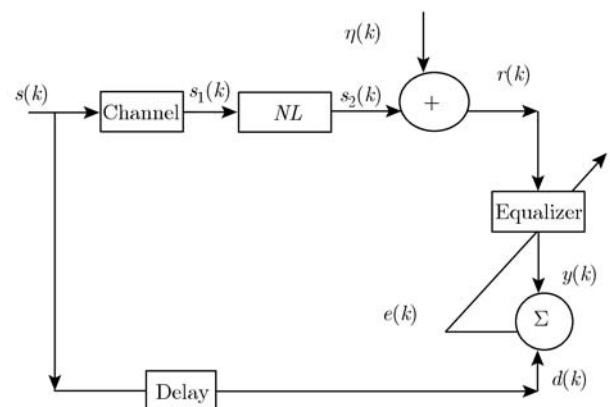 η(k)
s(k)
Channel
s₁(k)
NL
s₂(k)
+
r(k)
Equalizer
y(k)
e(k)
Σ
Delay
d(k)